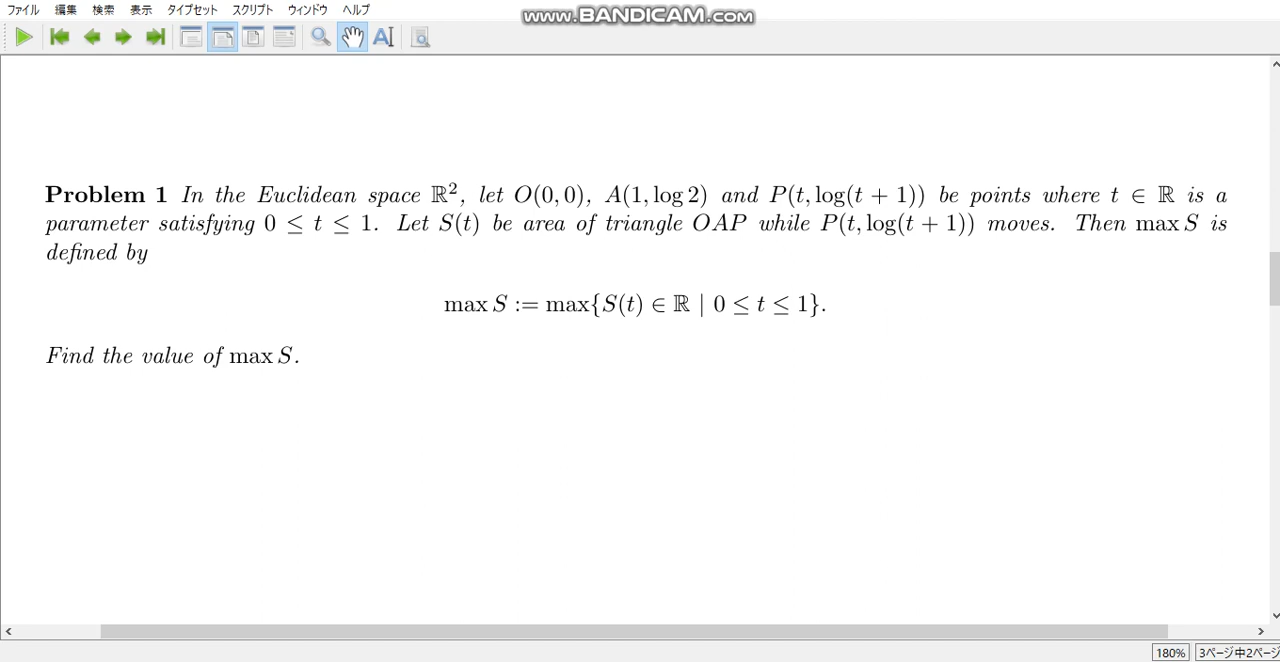 ファイル 編集 検索 表示 タイプセット スクリプト ウィンドウ ヘルプ
www.BANDICAM.com
Problem 1 In the Euclidean space ℝ², let O(0,0), A(1, log 2) and P(t, log(t + 1)) be points where t ∈ ℝ is a
parameter satisfying 0 ≤ t ≤ 1. Let S(t) be area of triangle OAP while P(t, log(t + 1)) moves. Then max S is
defined by
max S := max{S(t) ∈ ℝ | 0 ≤ t ≤ 1}.
Find the value of max S.
180% 3ページ中2ページ